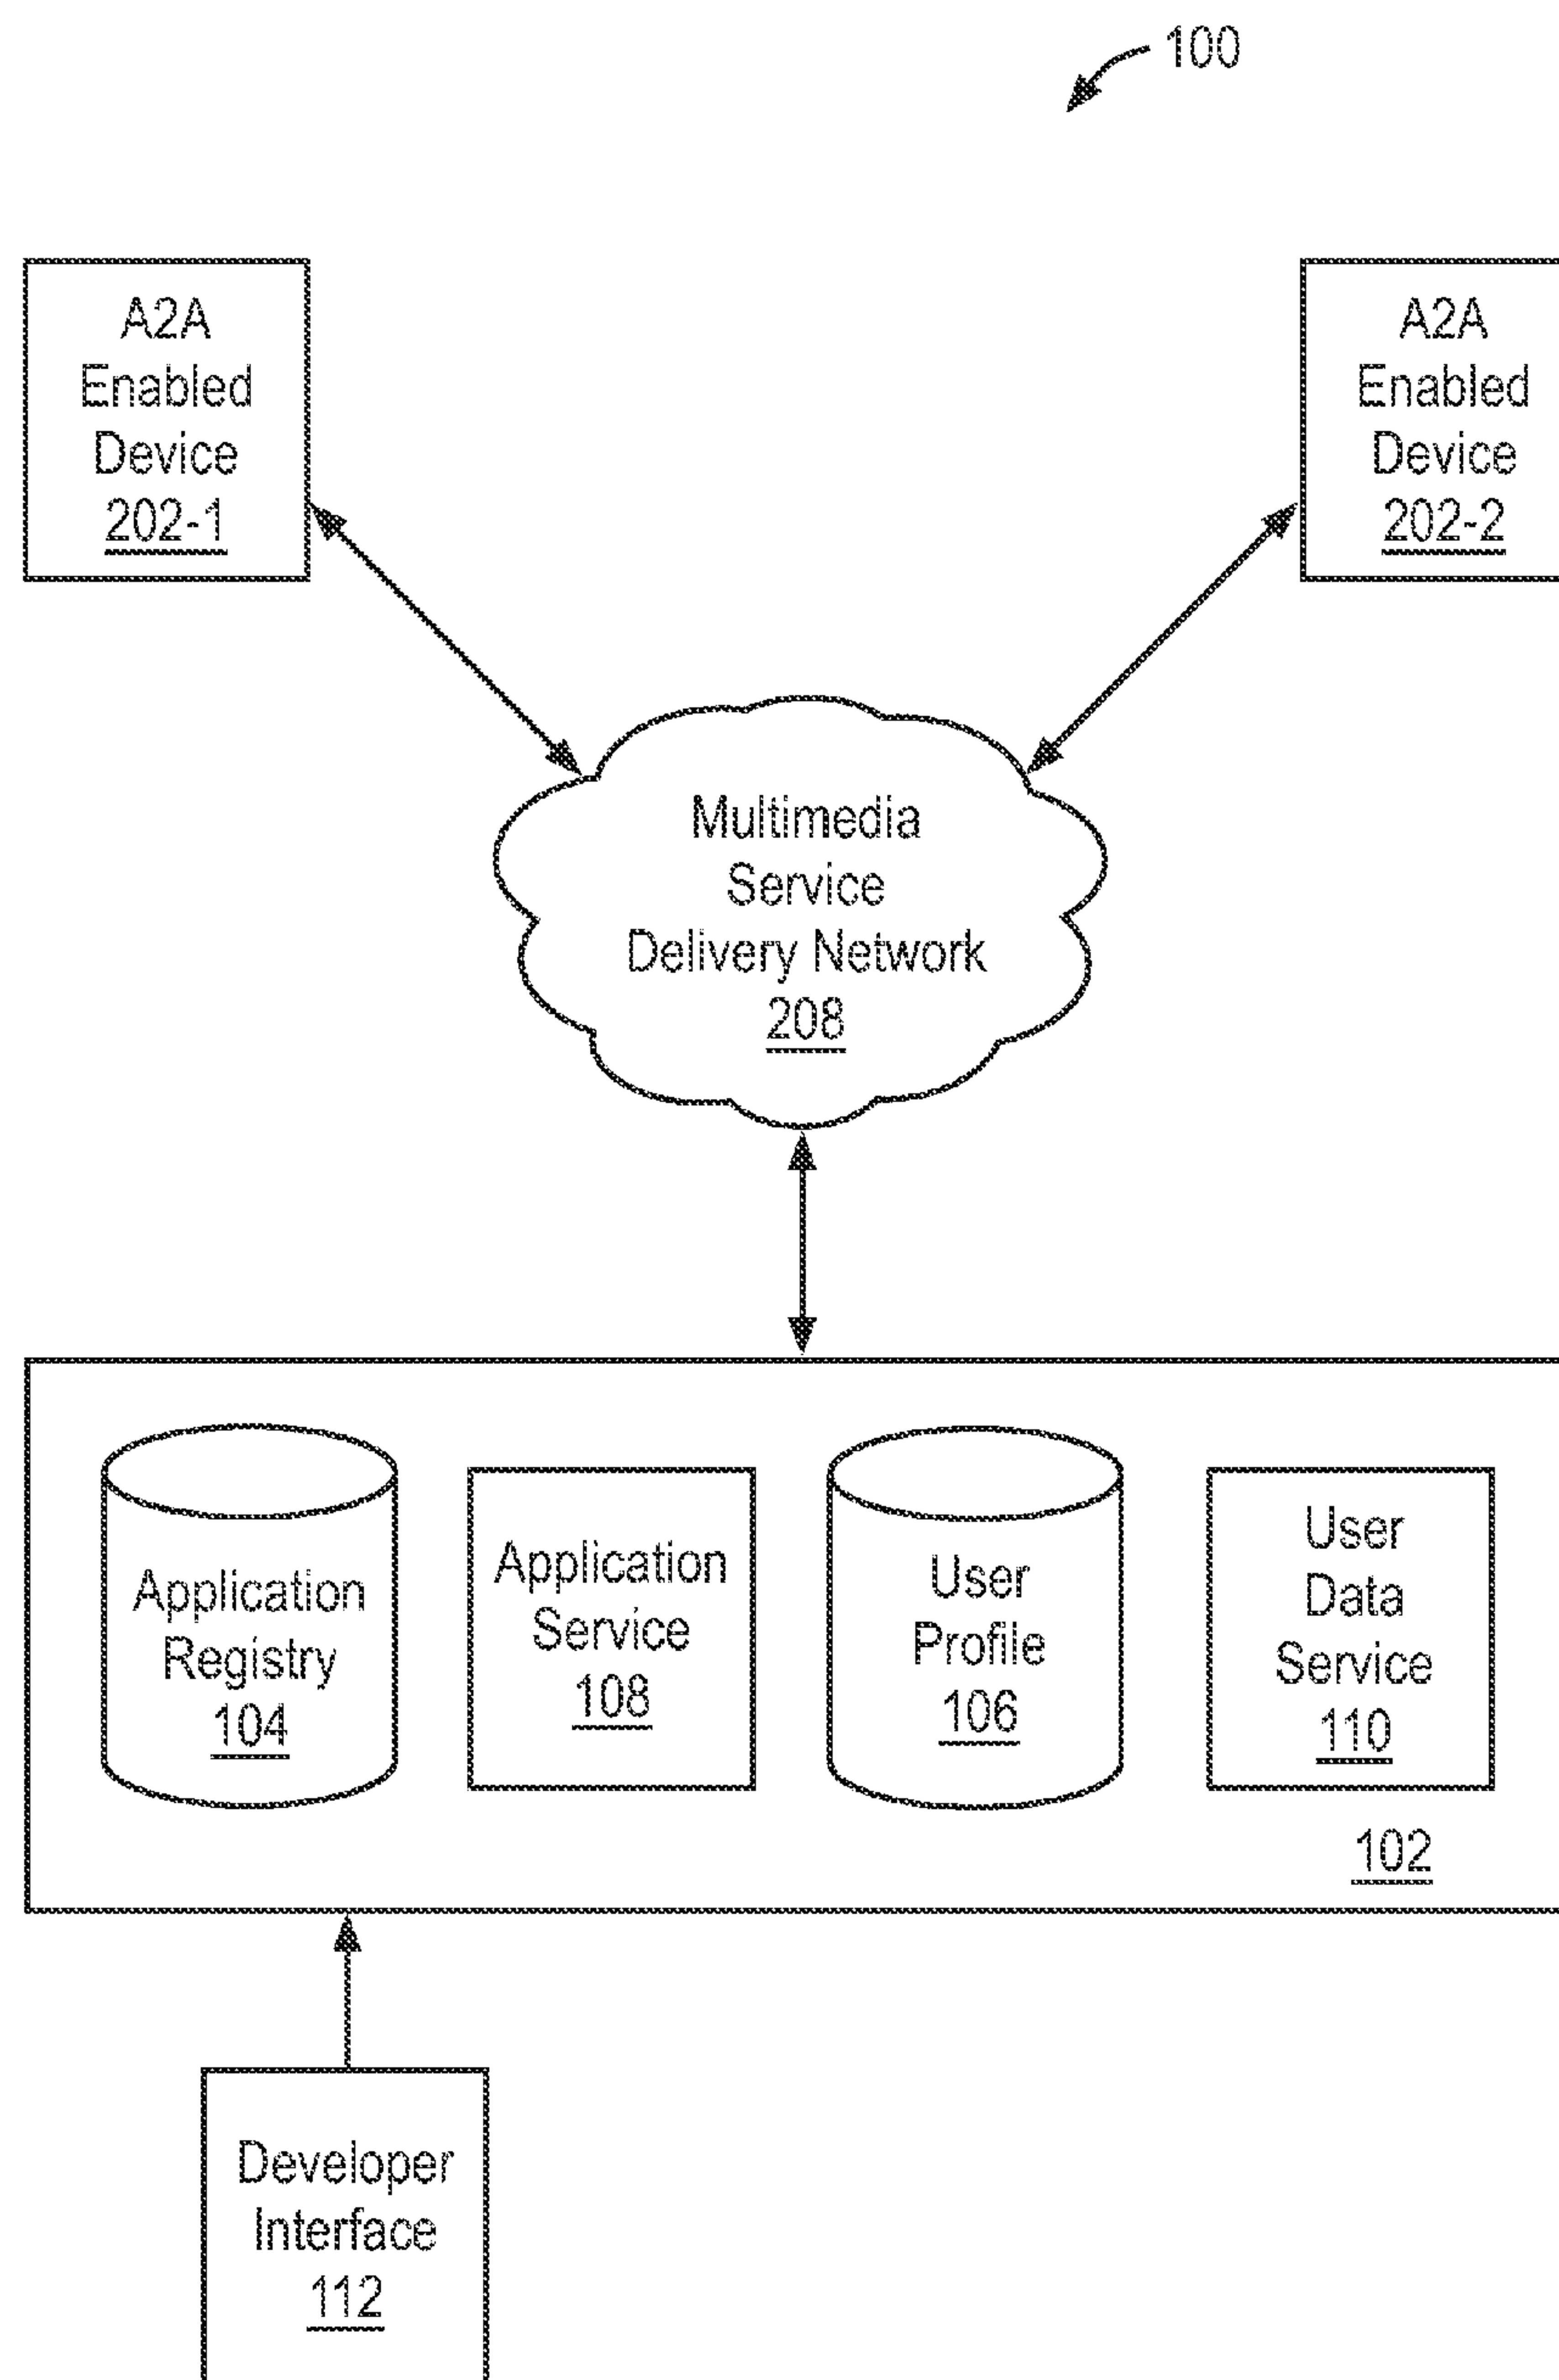 100
A2A
Enabled
Device
202-1
A2A
Enabled
Device
202-2
Multimedia
Service
Delivery Network
208
Application
Registry
104
Application
Service
108
User
Profile
106
User
Data
Service
110
102
Developer
Interface
112